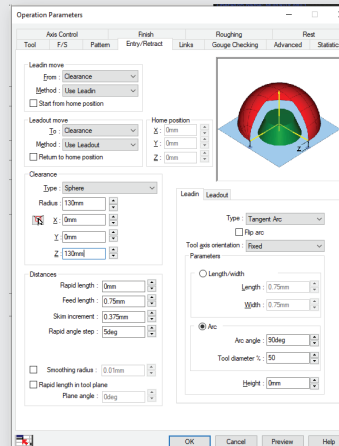 Operation Parameters
Axis Control Finish Roughing Rest
Tool F/S Pattern Entry/Retract Links Gouge Checking Advanced Statistics
Leadin move
From : Clearance
Method : Use Leadin
Start from home position
Leadout move
To : Clearance
Method : Use Leadout
Return to home position
Home position
X : 0mm
Y : 0mm
Z : 0mm
Clearance
Type : Sphere
Radius : 130mm
X : 0mm
Y : 0mm
Z : 130mm
Distances
Rapid length : 0mm
Feed length : 0.75mm
Skim increment : 0.375mm
Rapid angle step : 5deg
Smoothing radius : 0.01mm
Rapid length in tool plane
Plane angle : 0deg
Z
Leadin Leadout
Type : Tangent Arc
Flip arc
Tool axis orientation : Fixed
Parameters
Length/width
Length : 0.75mm
Width : 0.75mm
Arc
Arc angle : 90deg
Tool diameter % : 50
Height : 0mm
OK Cancel Preview Help